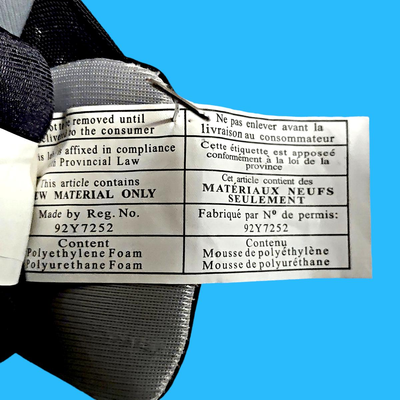 removed until
to the consumer
affixed in compliance
Provincial Law
This article contains
NEW MATERIAL ONLY
Made by Reg. No.
92Y7252
Content
Polyethylene Foam
Polyurethane Foam
Ne pas enlever avant la
livraison au consommateur
Cette étiquette est apposée
conformément à la loi de la
province
Cet article contient des
MATÉRIAUX NEUFS
SEULEMENT
Fabriqué par Nº de permis:
92Y7252
Contenu
Mousse de polyéthylène
Mousse de polyuréthane